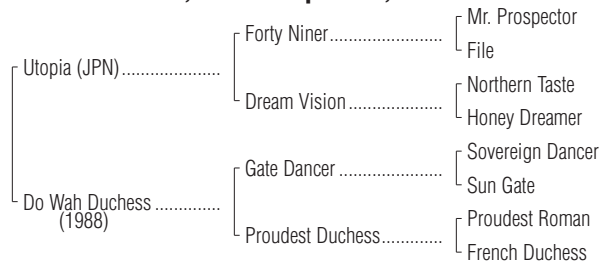 Mr. Prospector
Forty Niner
File
Utopia (JPN)
Northern Taste
Dream Vision
Honey Dreamer
Sovereign Dancer
Gate Dancer
Sun Gate
Do Wah Duchess
(1988)
Proudest Roman
Proudest Duchess
French Duchess